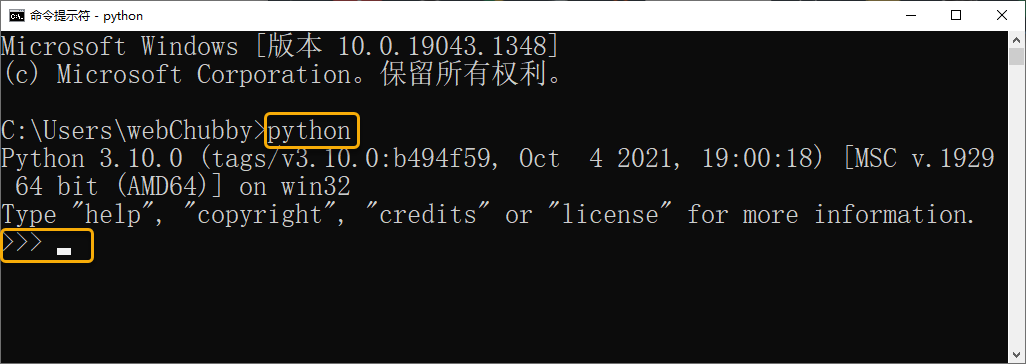 命令提示符 - python
Microsoft Windows [版本 10.0.19043.1348]
(c) Microsoft Corporation。保留所有权利。
C:\Users\webChubby>python
Python 3.10.0 (tags/v3.10.0:b494f59, Oct  4 2021, 19:00:18) [MSC v.1929
 64 bit (AMD64)] on win32
Type "help", "copyright", "credits" or "license" for more information.
>>>